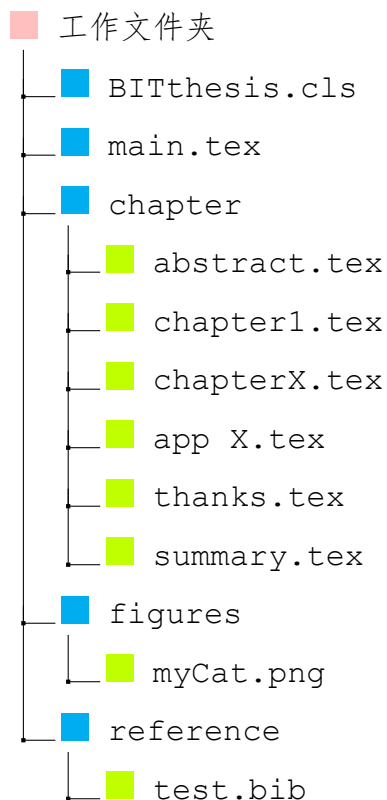 工作文件夹
BITthesis.cls
main.tex
chapter
abstract.tex
chapter1.tex
chapterX.tex
app X.tex
thanks.tex
summary.tex
figures
myCat.png
reference
test.bib